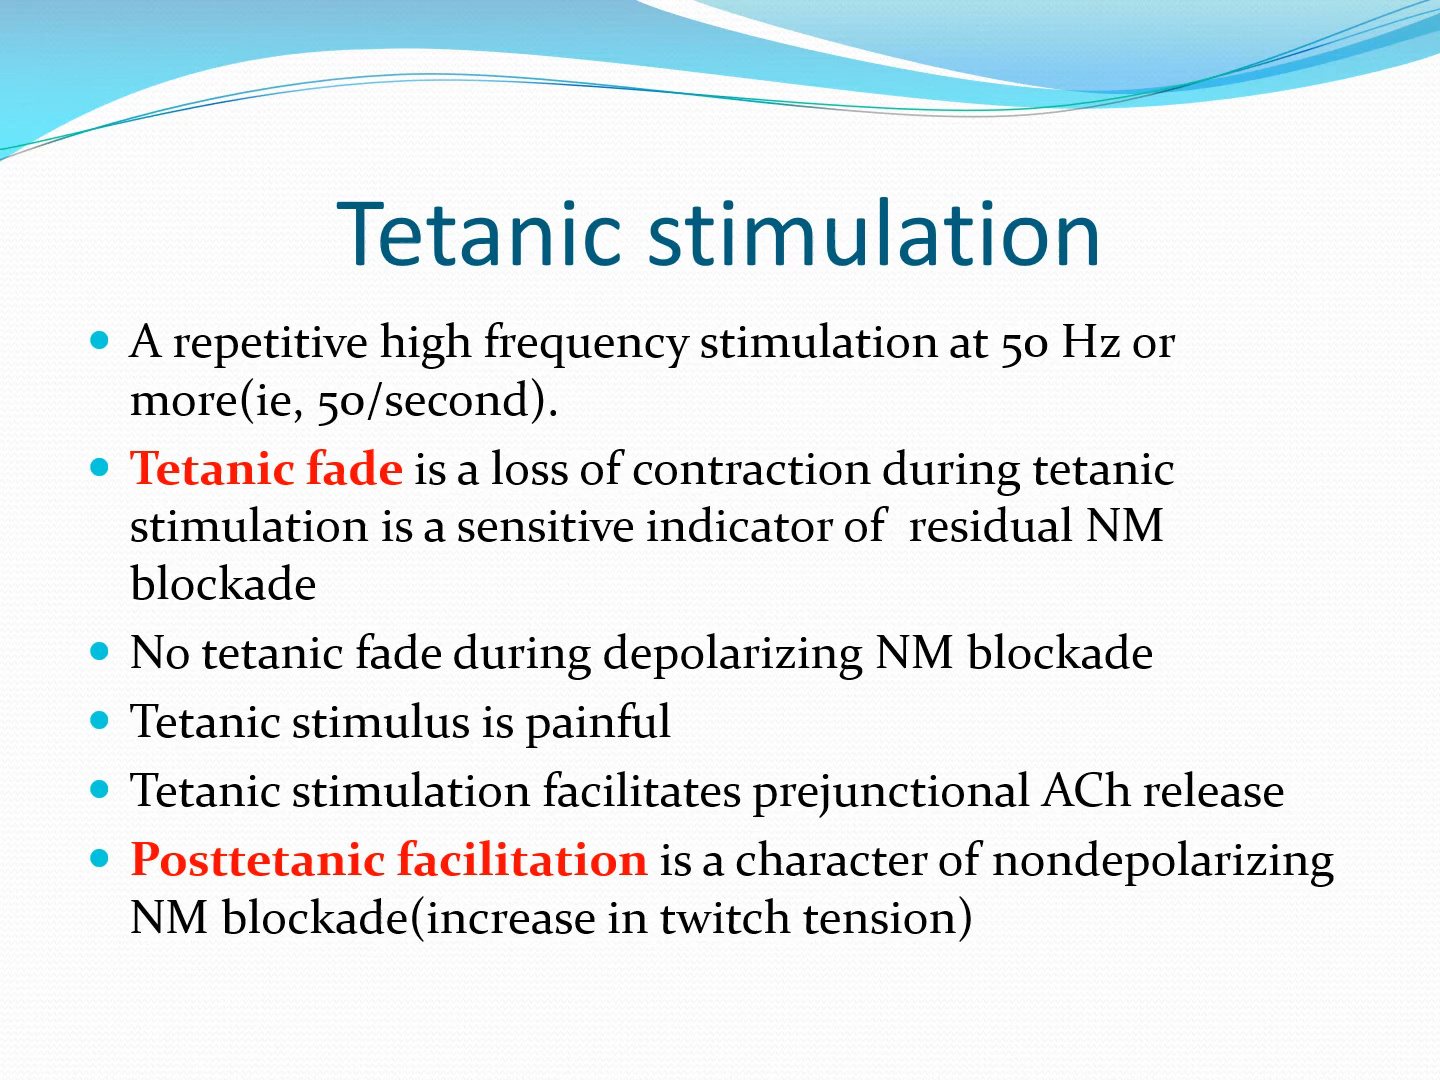 Tetanic stimulation
A repetitive high frequency stimulation at 50 Hz or
more(ie, 50/second).
Tetanic fade is a loss of contraction during tetanic
stimulation is a sensitive indicator of  residual NM
blockade
No tetanic fade during depolarizing NM blockade
Tetanic stimulus is painful
Tetanic stimulation facilitates prejunctional ACh release
Posttetanic facilitation is a character of nondepolarizing
NM blockade(increase in twitch tension)